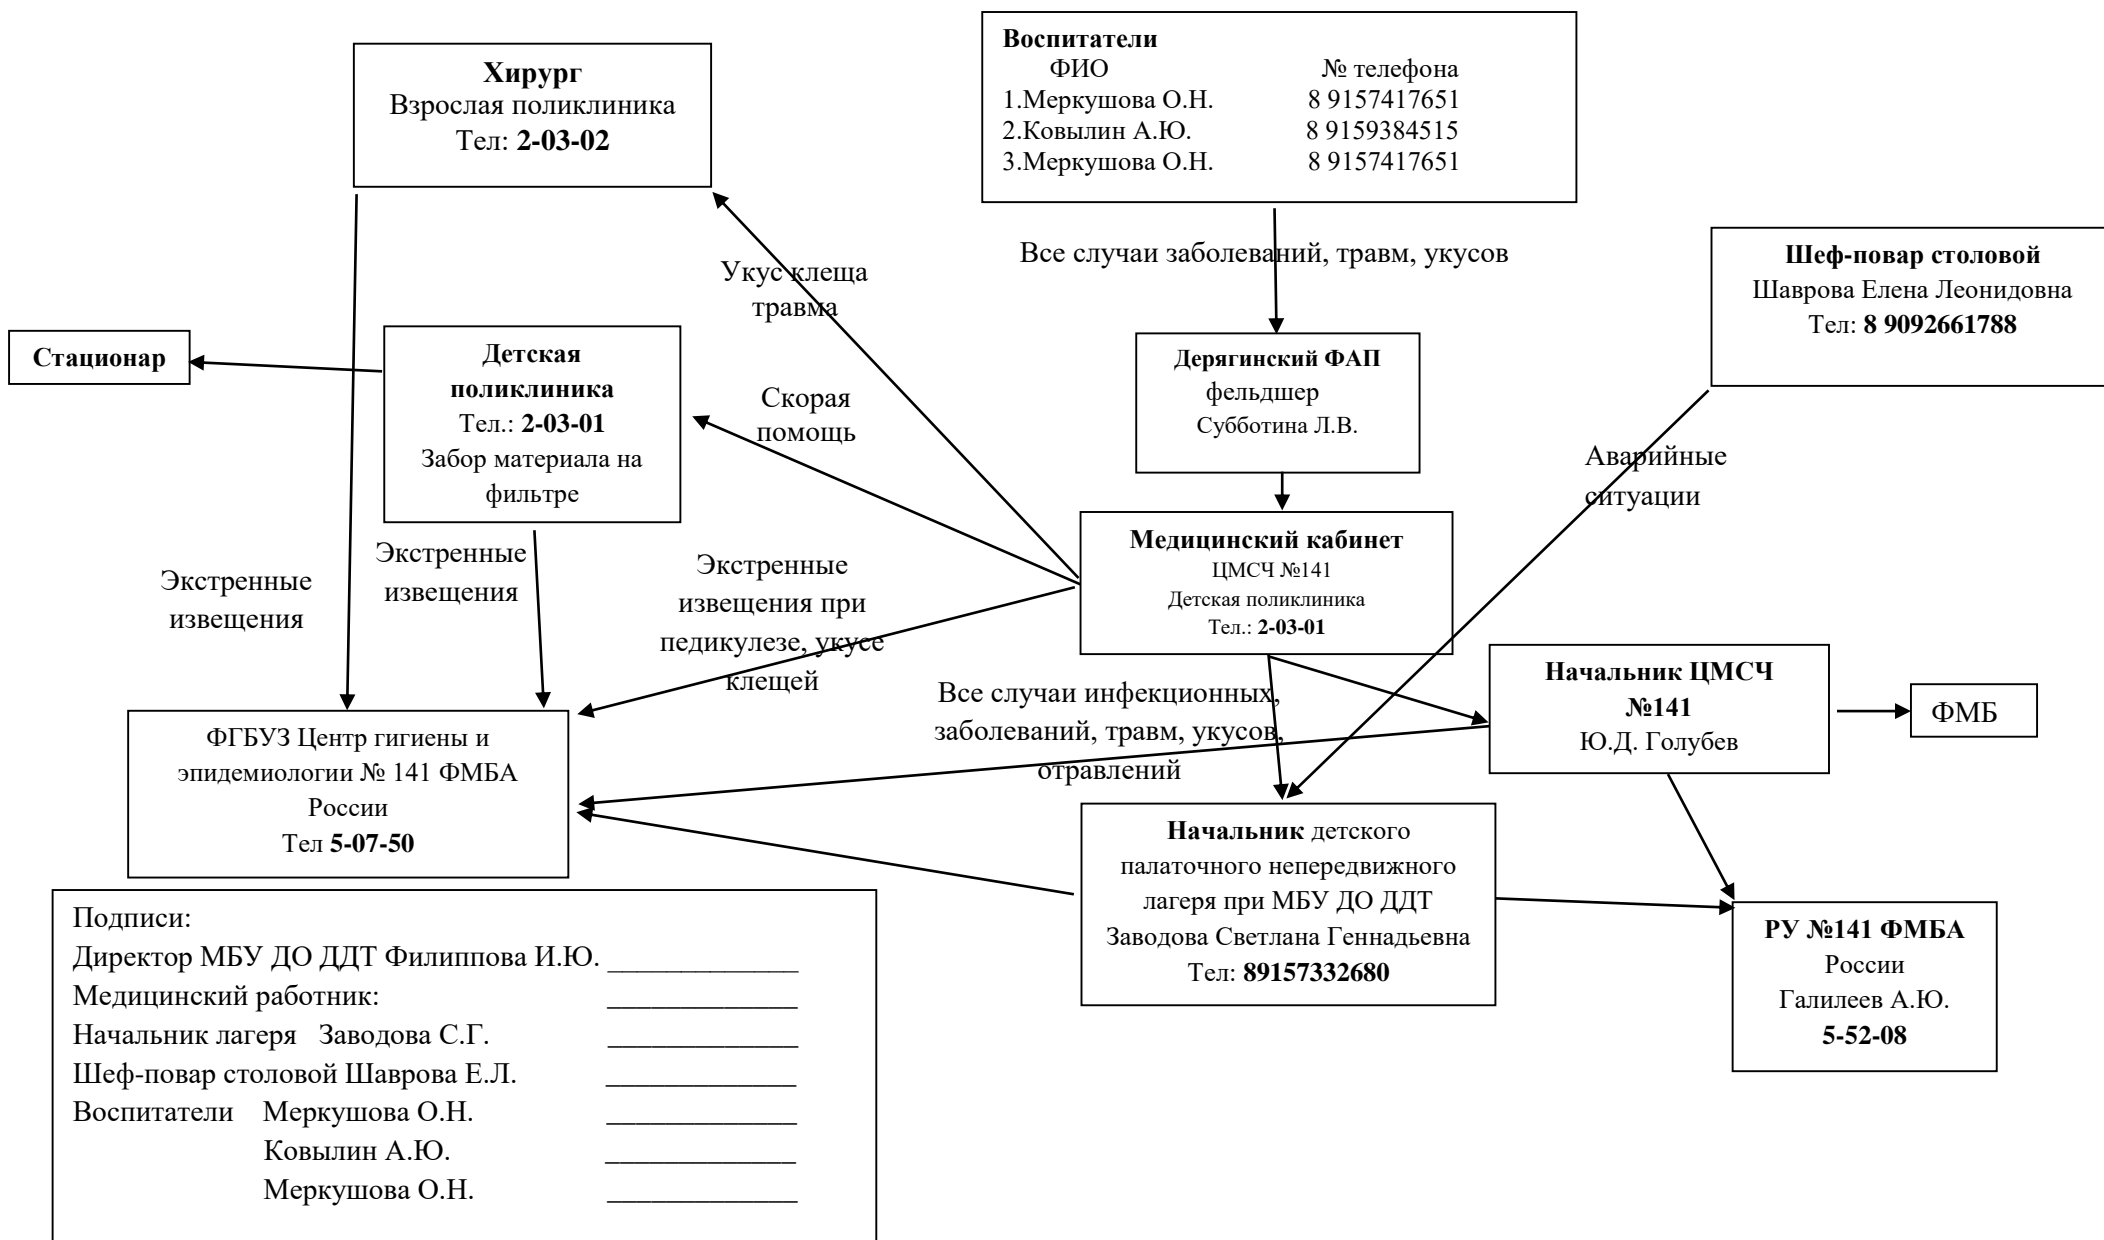 Хирург
Взрослая поликлиника
Тел: 2-03-02
Воспитатели
ФИО № телефона
1.Меркушова О.Н. 8 9157417651
2.Ковылин А.Ю. 8 9159384515
3.Меркушова О.Н. 8 9157417651
Все случаи заболеваний, травм, укусов
Шеф-повар столовой
Шаврова Елена Леонидовна
Тел: 8 9092661788
Укус клеща
травма
Стационар
Детская
поликлиника
Тел.: 2-03-01
Забор материала на
фильтре
Скорая
помощь
Дерягинский ФАП
фельдшер
Субботина Л.В.
Аварийные
ситуации
Медицинский кабинет
ЦМСЧ №141
Детская поликлиника
Тел.: 2-03-01
Экстренные
извещения
Экстренные
извещения
Экстренные
извещения при
педикулезе, укусе
клещей
Все случаи инфекционных,
заболеваний, травм, укусов,
отравлений
Начальник ЦМСЧ
№141
Ю.Д. Голубев
ФМБ
ФГБУЗ Центр гигиены и
эпидемиологии № 141 ФМБА
России
Тел 5-07-50
Начальник детского
палаточного непередвижного
лагеря при МБУ ДО ДДТ
Заводова Светлана Геннадьевна
Тел: 89157332680
РУ №141 ФМБА
России
Галилеев А.Ю.
5-52-08
Подписи:
Директор МБУ ДО ДДТ Филиппова И.Ю. _____________
Медицинский работник: _____________
Начальник лагеря Заводова С.Г. _____________
Шеф-повар столовой Шаврова Е.Л. _____________
Воспитатели Меркушова О.Н. _____________
Ковылин А.Ю. _____________
Меркушова О.Н. _____________